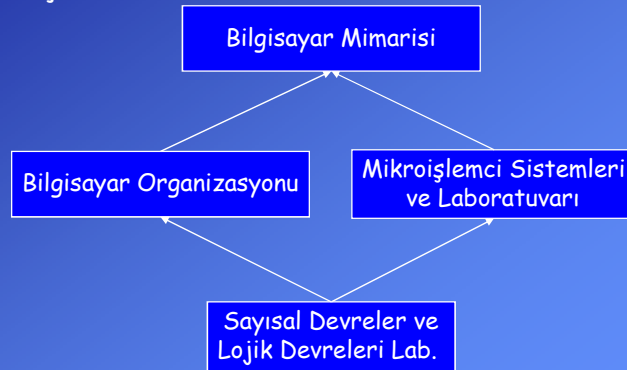 Bilgisayar Mimarisi
Bilgisayar Organizasyonu
Mikroişlemci Sistemleri
ve Laboratuvarı
Sayısal Devreler ve
Lojik Devreleri Lab.